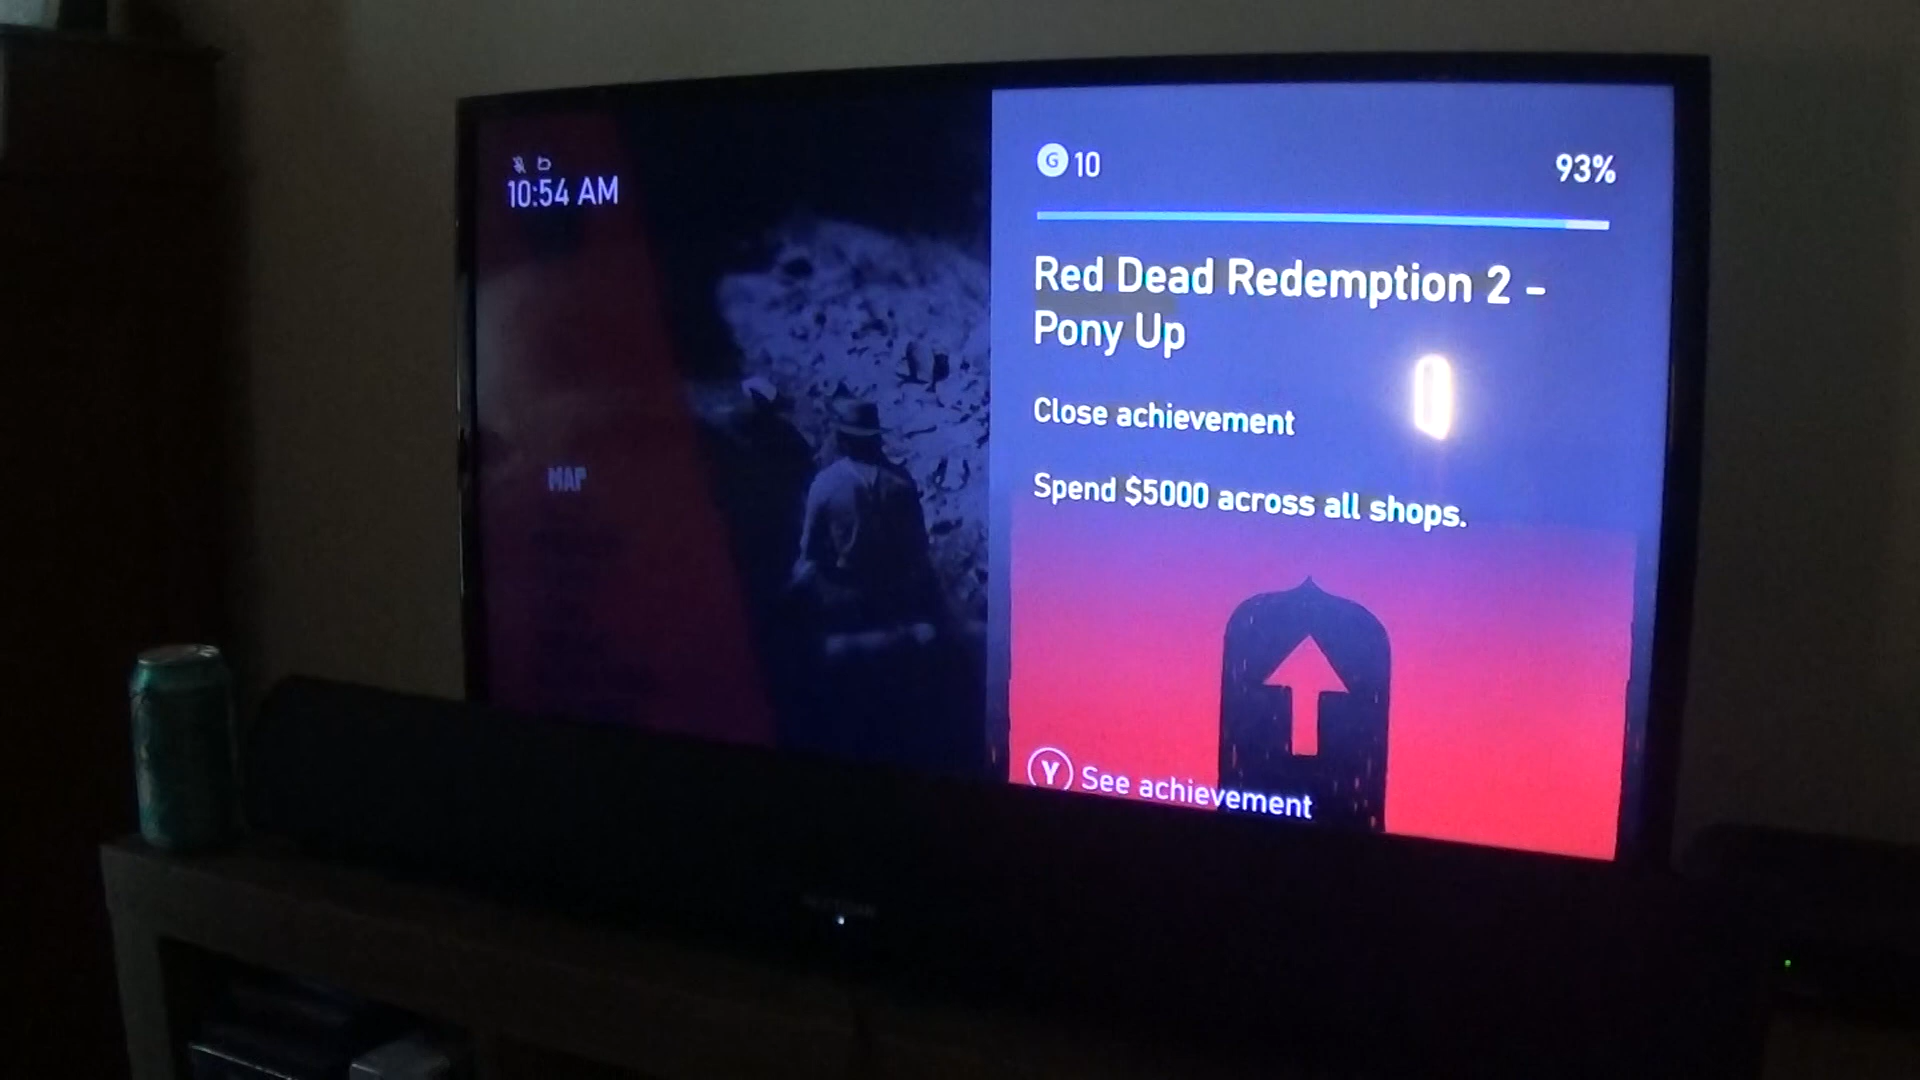 10:54 AM
MAP
G 10
93%
Red Dead Redemption 2 -
Pony Up
Close achievement
Spend $5000 across all shops.
Y See achievement